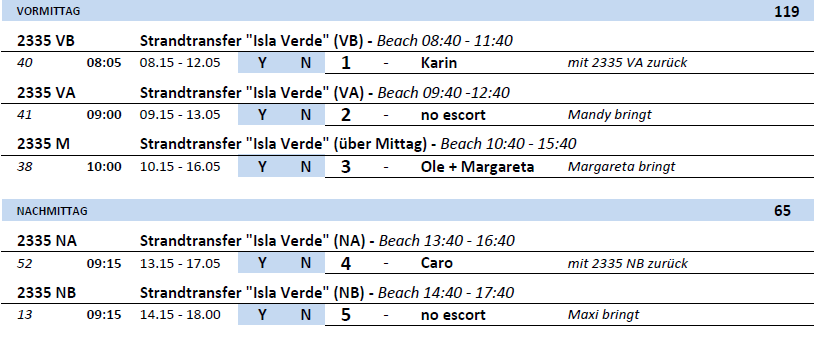 VORMITTAG 119
2335 VB Strandtransfer "Isla Verde" (VB) - Beach 08:40 - 11:40
40 08:05 08.15 - 12.05 Y N 1 - Karin mit 2335 VA zurück
2335 VA Strandtransfer "Isla Verde" (VA) - Beach 09:40 -12:40
41 09:00 09.15 - 13.05 Y N 2 - no escort Mandy bringt
2335 M Strandtransfer "Isla Verde" (über Mittag) - Beach 10:40 - 15:40
38 10:00 10.15 - 16.05 Y N 3 - Ole + Margareta Margareta bringt
NACHMITTAG 65
2335 NA Strandtransfer "Isla Verde" (NA) - Beach 13:40 - 16:40
52 09:15 13.15 - 17.05 Y N 4 - Caro mit 2335 NB zurück
2335 NB Strandtransfer "Isla Verde" (NB) - Beach 14:40 - 17:40
13 09:15 14.15 - 18.00 Y N 5 - no escort Maxi bringt